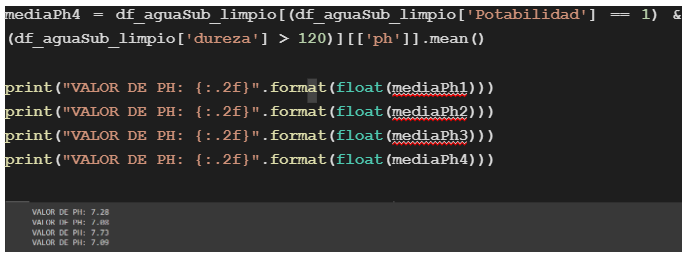 mediaPh4 = df_aguaSub_limpio[(df_aguaSub_limpio['Potabilidad'] == 1) &
(df_aguaSub_limpio['dureza'] > 120)][['ph']].mean()
print("VALOR DE PH: {:.2f}".format(float(mediaPh1)))
print("VALOR DE PH: {:.2f}".format(float(mediaPh2)))
print("VALOR DE PH: {:.2f}".format(float(mediaPh3)))
print("VALOR DE PH: {:.2f}".format(float(mediaPh4)))
VALOR DE PH: 7.28
VALOR DE PH: 7.08
VALOR DE PH: 7.73
VALOR DE PH: 7.09